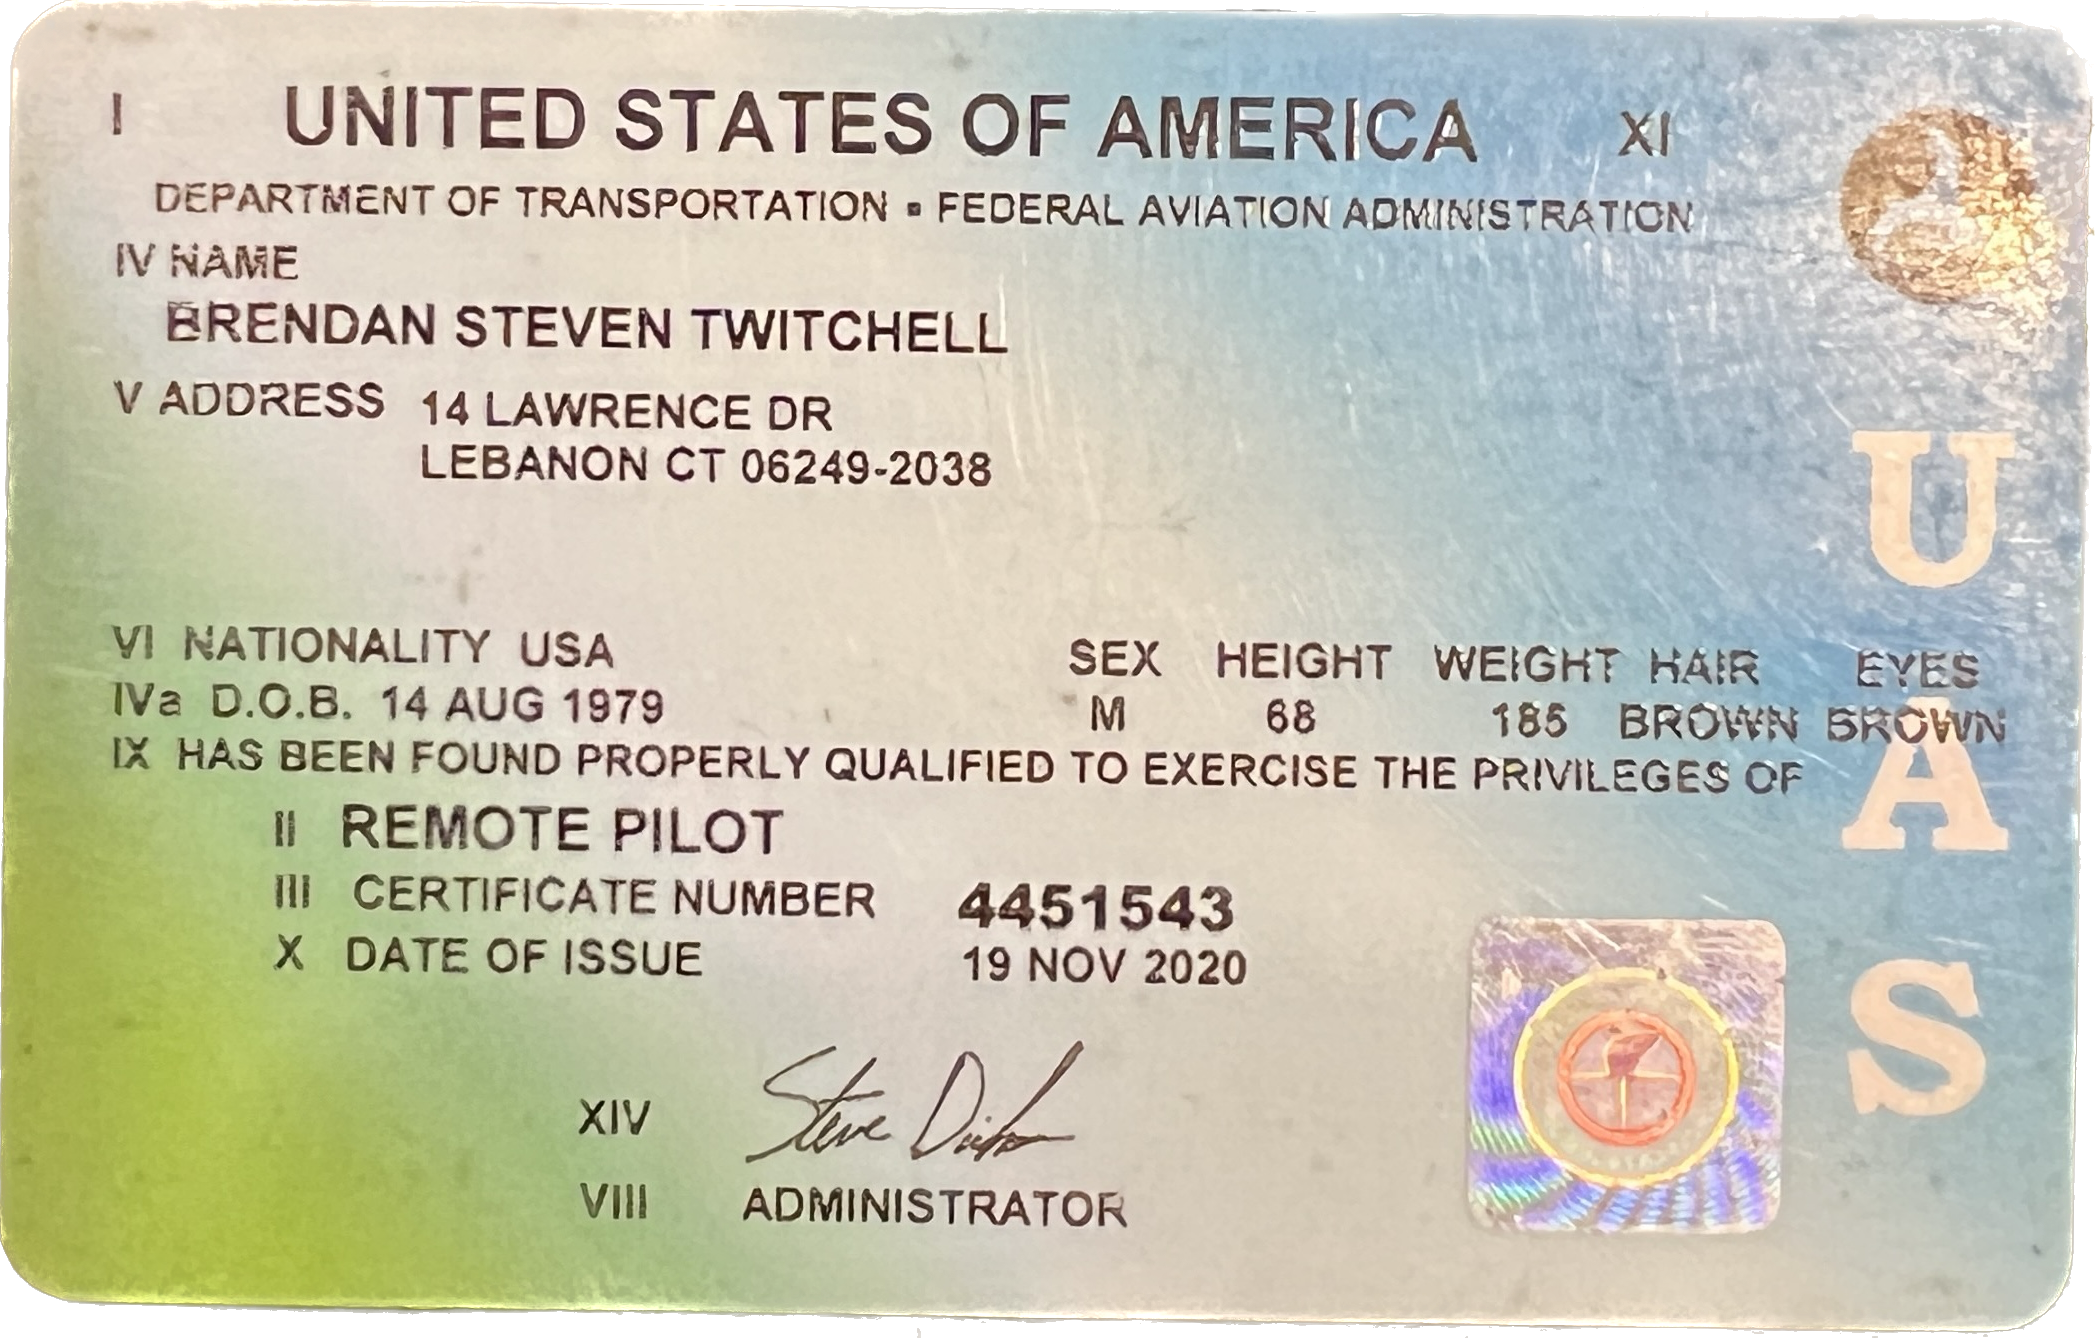 I UNITED STATES OF AMERICA XI
DEPARTMENT OF TRANSPORTATION ▪ FEDERAL AVIATION ADMINISTRATION
IV NAME
BRENDAN STEVEN TWITCHELL
V ADDRESS 14 LAWRENCE DR
LEBANON CT 06249-2038
VI NATIONALITY USA SEX HEIGHT WEIGHT HAIR EYES
IVa D.O.B. 14 AUG 1979 M 68 185 BROWN BROWN
IX HAS BEEN FOUND PROPERLY QUALIFIED TO EXERCISE THE PRIVILEGES OF
II REMOTE PILOT
III CERTIFICATE NUMBER 4451543
X DATE OF ISSUE 19 NOV 2020
XIV Steve Dickson
VIII ADMINISTRATOR
UAS